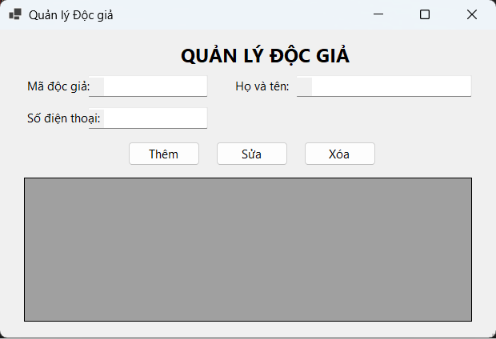 Quản lý Độc giả
QUẢN LÝ ĐỘC GIẢ
Mã độc giả: Họ và tên:
Số điện thoại:
Thêm Sửa Xóa